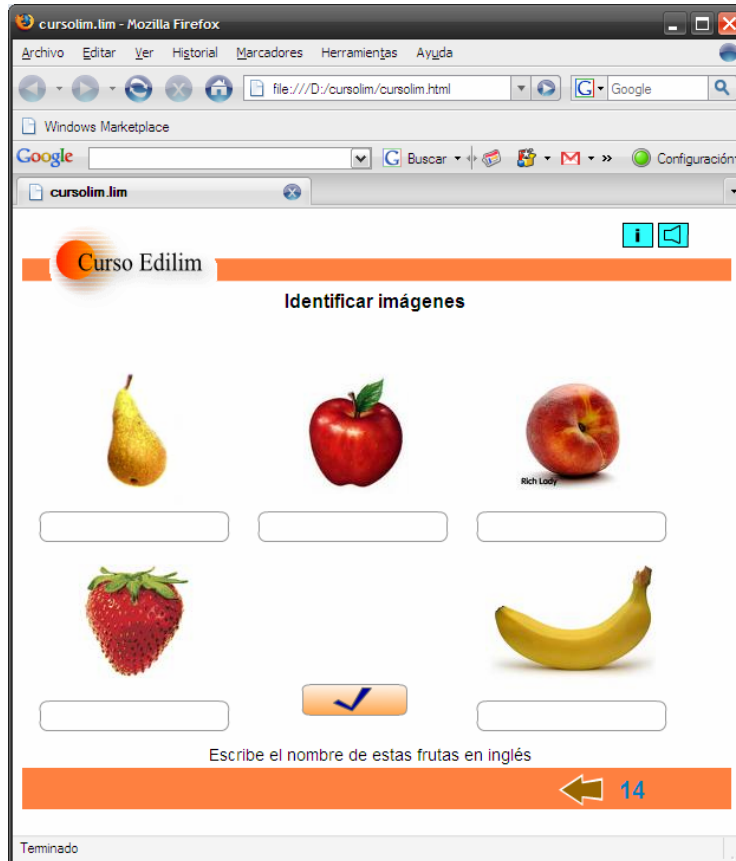 cursolim.lim - Mozilla Firefox
Archivo Editar Ver Historial Marcadores Herramientas Ayuda
file:///D:/cursolim/cursolim.html
G Google
Windows Marketplace
Google G Buscar » Configuración
cursolim.lim
i
Curso Edilim
Identificar imágenes
Rich Lady
Escribe el nombre de estas frutas en inglés
14
Terminado